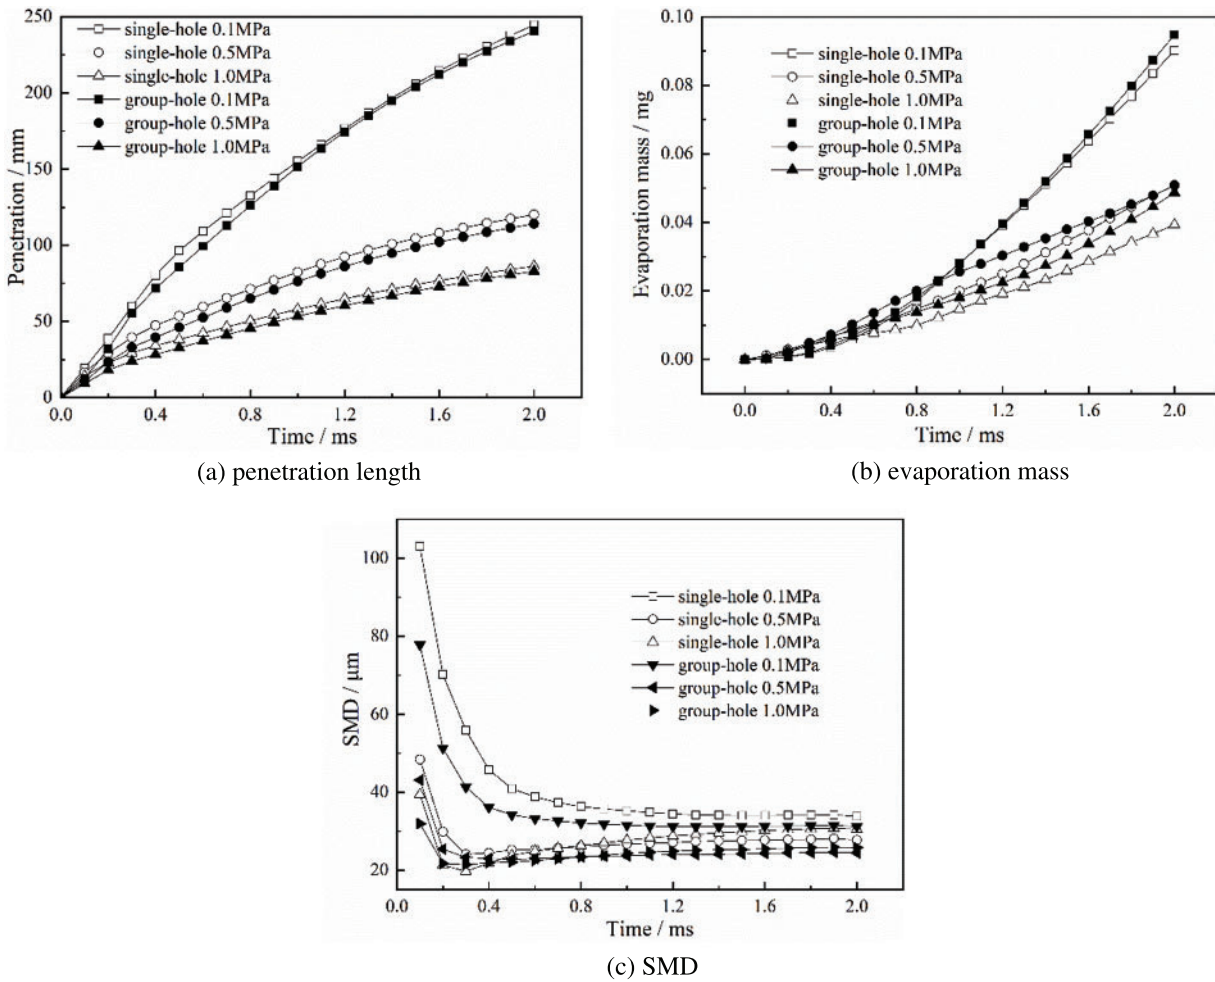 250
200
150
100
50
0
Penetration / mm
single-hole 0.1MPa
single-hole 0.5MPa
single-hole 1.0MPa
group-hole 0.1MPa
group-hole 0.5MPa
group-hole 1.0MPa
0.0 0.4 0.8 1.2 1.6 2.0
Time / ms
(a) penetration length
0.10
0.08
0.06
0.04
0.02
0.00
Evaporation mass / mg
single-hole 0.1MPa
single-hole 0.5MPa
single-hole 1.0MPa
group-hole 0.1MPa
group-hole 0.5MPa
group-hole 1.0MPa
0.0 0.4 0.8 1.2 1.6 2.0
Time / ms
(b) evaporation mass
100
80
60
40
20
SMD / μm
single-hole 0.1MPa
single-hole 0.5MPa
single-hole 1.0MPa
group-hole 0.1MPa
group-hole 0.5MPa
group-hole 1.0MPa
0.0 0.4 0.8 1.2 1.6 2.0
Time / ms
(c) SMD